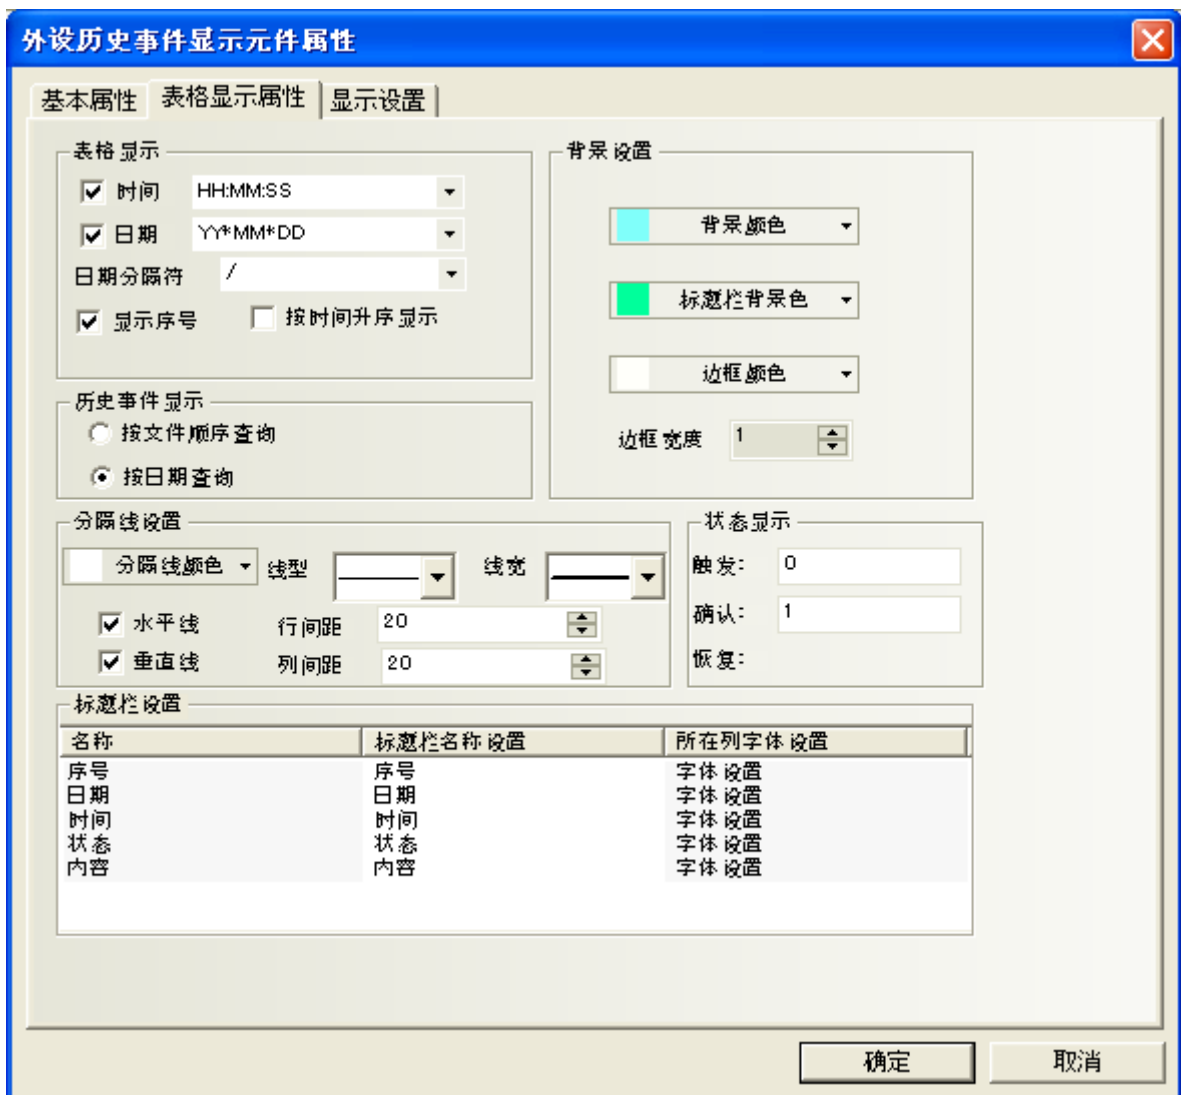 外设历史事件显示元件属性
基本属性 表格显示属性 显示设置
表格显示
时间 HH:MM:SS
日期 YY*MM*DD
日期分隔符 /
显示序号 按时间升序显示
背景设置
背景颜色
标题栏背景色
边框颜色
边框宽度 1
历史事件显示
按文件顺序查询
按日期查询
分隔线设置
分隔线颜色 线型 线宽
水平线 行间距 20
垂直线 列间距 20
状态显示
触发: 0
确认: 1
恢复:
标题栏设置
名称 标题栏名称设置 所在列字体设置
序号 序号 字体设置
日期 日期 字体设置
时间 时间 字体设置
状态 状态 字体设置
内容 内容 字体设置
确定 取消